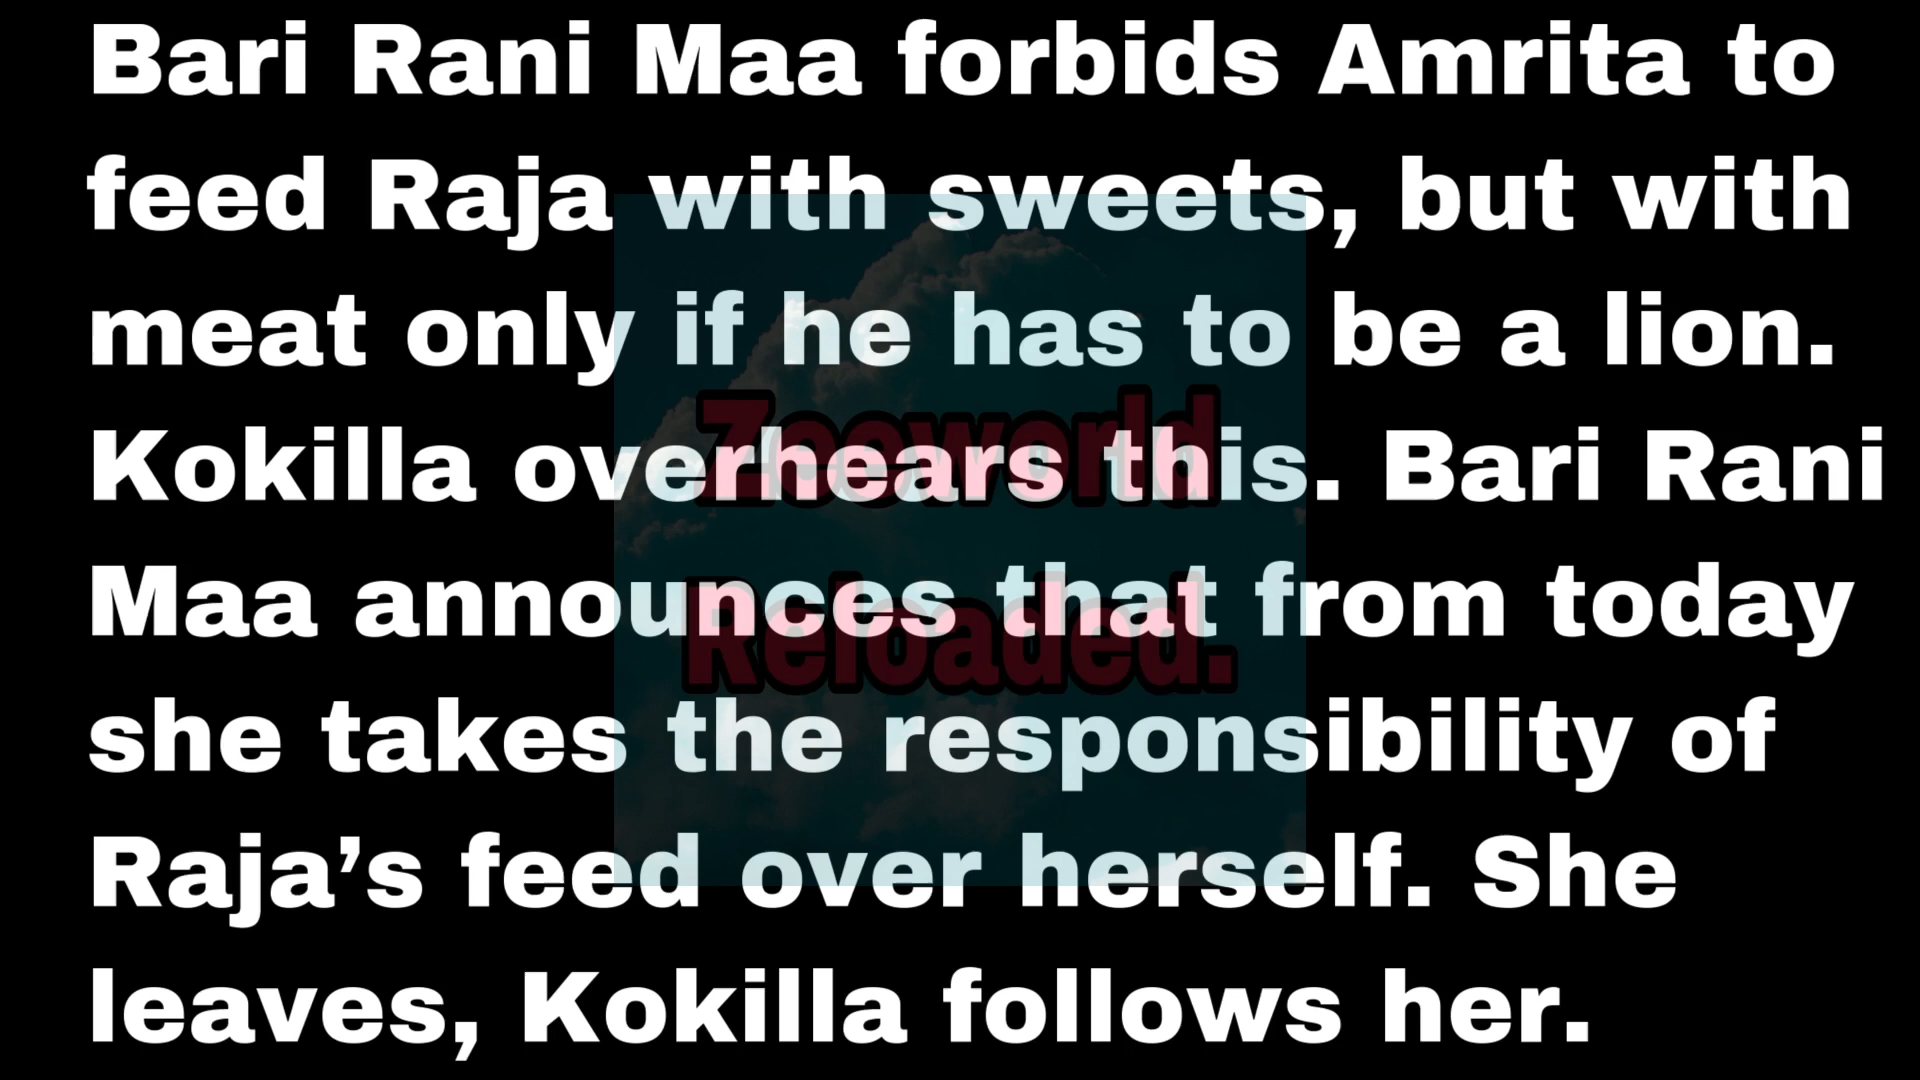 Bari Rani Maa forbids Amrita to
feed Raja with sweets, but with
meat only if he has to be a lion.
Kokilla overhears this. Bari Rani
Maa announces that from today
she takes the responsibility of
Raja’s feed over herself. She
leaves, Kokilla follows her.
Zeeworld
Reloaded.